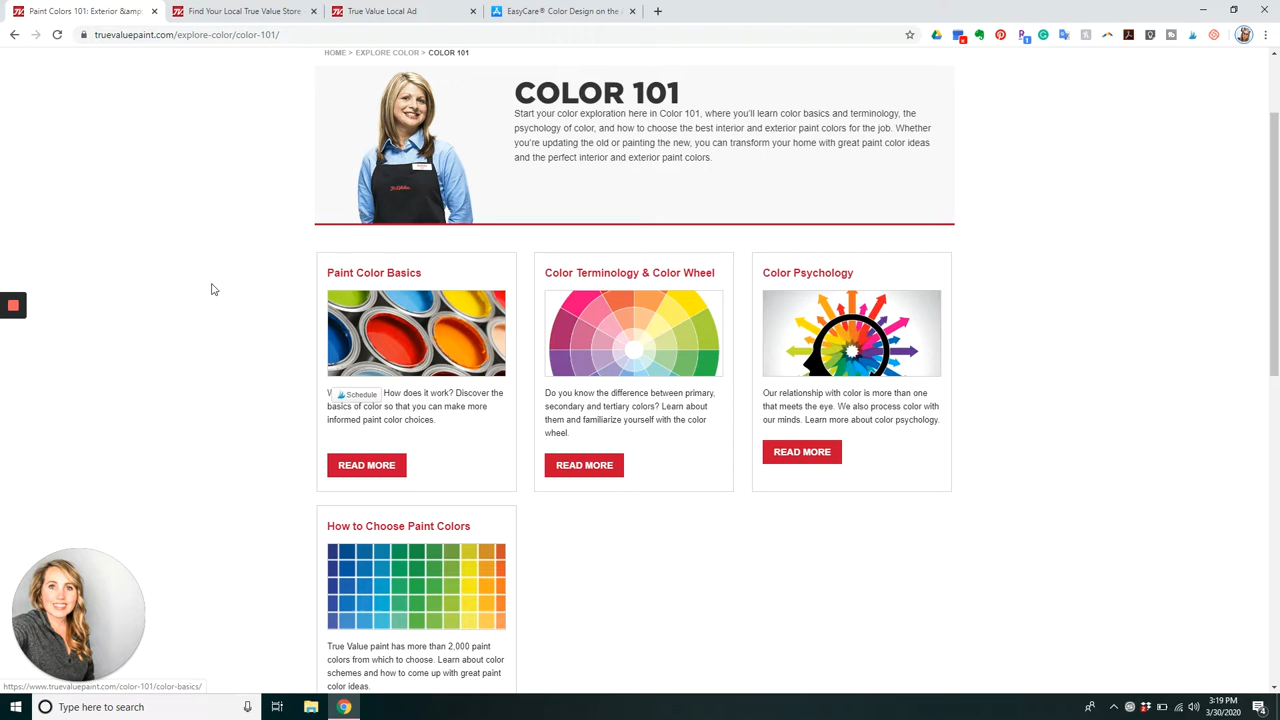 Paint Colors 101: Exterior &amp;
Find Your Local True Value Store
True Value Local Ad
EasyCare® Color Design on the A
truevaluepaint.com/explore-color/color-101/
HOME > EXPLORE COLOR > COLOR 101
COLOR 101
Start your color exploration here in Color 101, where you'll learn color basics and terminology, the
psychology of color, and how to choose the best interior and exterior paint colors for the job. Whether
you're updating the old or painting the new, you can transform your home with great paint color ideas
and the perfect interior and exterior paint colors.
Paint Color Basics
Color Terminology & Color Wheel
Color Psychology
Schedule
How does it work? Discover the
basics of color so that you can make more
informed paint color choices.
READ MORE
Do you know the difference between primary,
secondary and tertiary colors? Learn about
them and familiarize yourself with the color
wheel.
READ MORE
Our relationship with color is more than one
that meets the eye. We also process color with
our minds. Learn more about color psychology.
READ MORE
How to Choose Paint Colors
True Value paint has more than 2,000 paint
colors from which to choose. Learn about color
schemes and how to come up with great paint
color ideas.
https://www.truevaluepaint.com/color-101/color-basics/
Type here to search
3:19 PM
3/30/2020